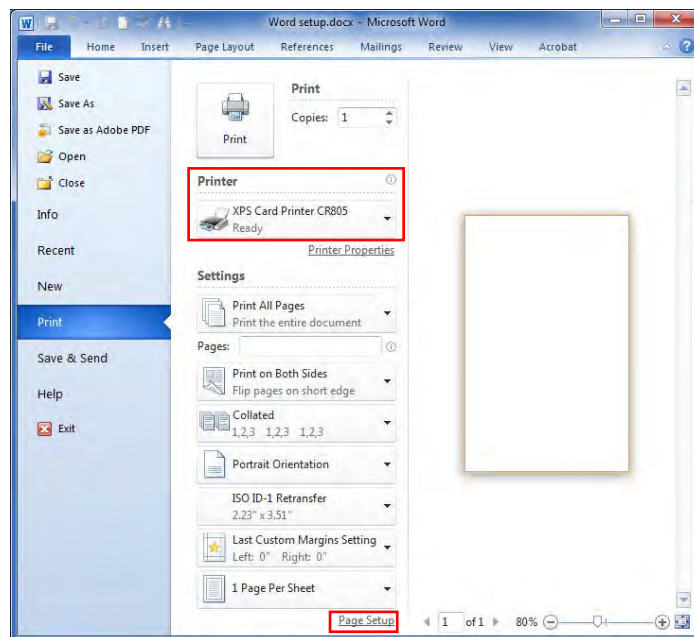 Word setup.docx - Microsoft Word
File Home Insert Page Layout References Mailings Review View Acrobat
Save
Save As
Save as Adobe PDF
Open
Close
Info
Recent
New
Print
Save & Send
Help
Exit
Print
Print
Copies: 1
Printer
XPS Card Printer CR805
Ready
Printer Properties
Settings
Print All Pages
Print the entire document
Pages:
Print on Both Sides
Flip pages on short edge
Collated
1,2,3 1,2,3 1,2,3
Portrait Orientation
ISO ID-1 Retransfer
2.23" x 3.51"
Last Custom Margins Setting
Left: 0" Right: 0"
1 Page Per Sheet
Page Setup
1 of 1 80%